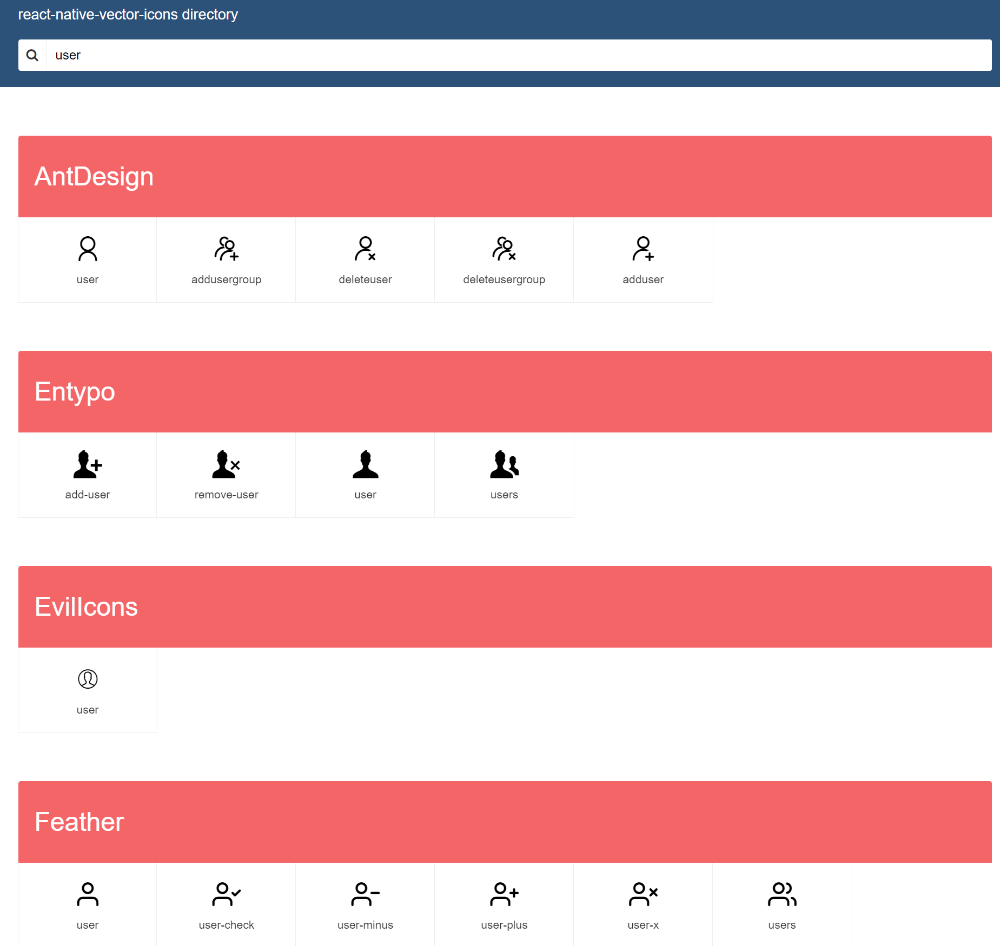 react-native-vector-icons directory
user
AntDesign
user addusergroup deleteuser deleteusergroup adduser
Entypo
add-user remove-user user users
EvilIcons
user
Feather
user user-check user-minus user-plus user-x users